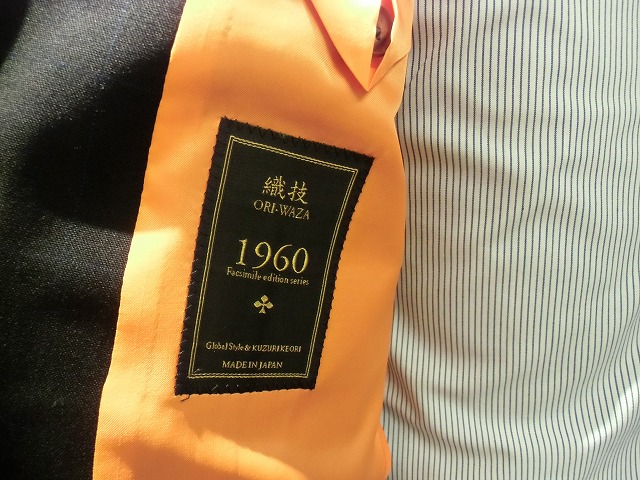 織技
ORI-WAZA
1960
Facsimile edition series
Global Style & KUZURIKEORI
MADE IN JAPAN